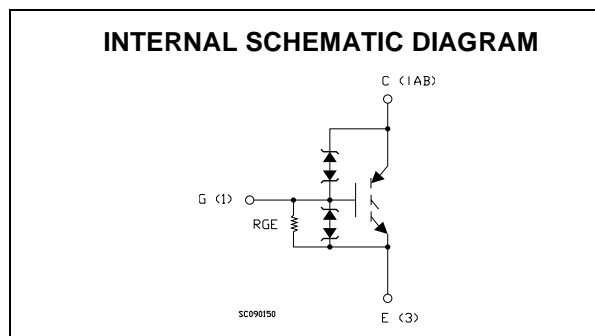 INTERNAL SCHEMATIC DIAGRAM
C (TAB)
G (1)
RGE
SC090150
E (3)